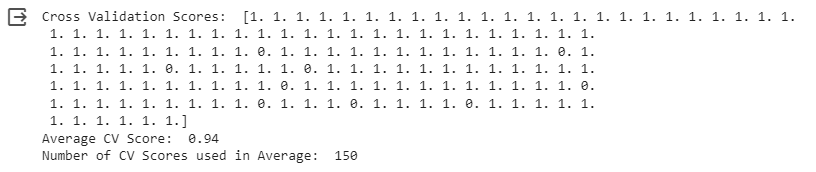 Cross Validation Scores:  [1. 1. 1. 1. 1. 1. 1. 1. 1. 1. 1. 1. 1. 1. 1. 1. 1. 1. 1. 1. 1. 1. 1. 1.
1. 1. 1. 1. 1. 1. 1. 1. 1. 1. 1. 1. 1. 1. 1. 1. 1. 1. 1. 1. 1. 1. 1. 1.
1. 1. 1. 1. 1. 1. 1. 1. 1. 0. 1. 1. 1. 1. 1. 1. 1. 1. 1. 1. 1. 1. 0. 1.
1. 1. 1. 1. 1. 0. 1. 1. 1. 1. 1. 0. 1. 1. 1. 1. 1. 1. 1. 1. 1. 1. 1. 1.
1. 1. 1. 1. 1. 1. 1. 1. 1. 1. 0. 1. 1. 1. 1. 1. 1. 1. 1. 1. 1. 1. 1. 0.
1. 1. 1. 1. 1. 1. 1. 1. 1. 0. 1. 1. 1. 0. 1. 1. 1. 1. 0. 1. 1. 1. 1. 1.
1. 1. 1. 1. 1. 1.]
Average CV Score:  0.94
Number of CV Scores used in Average:  150